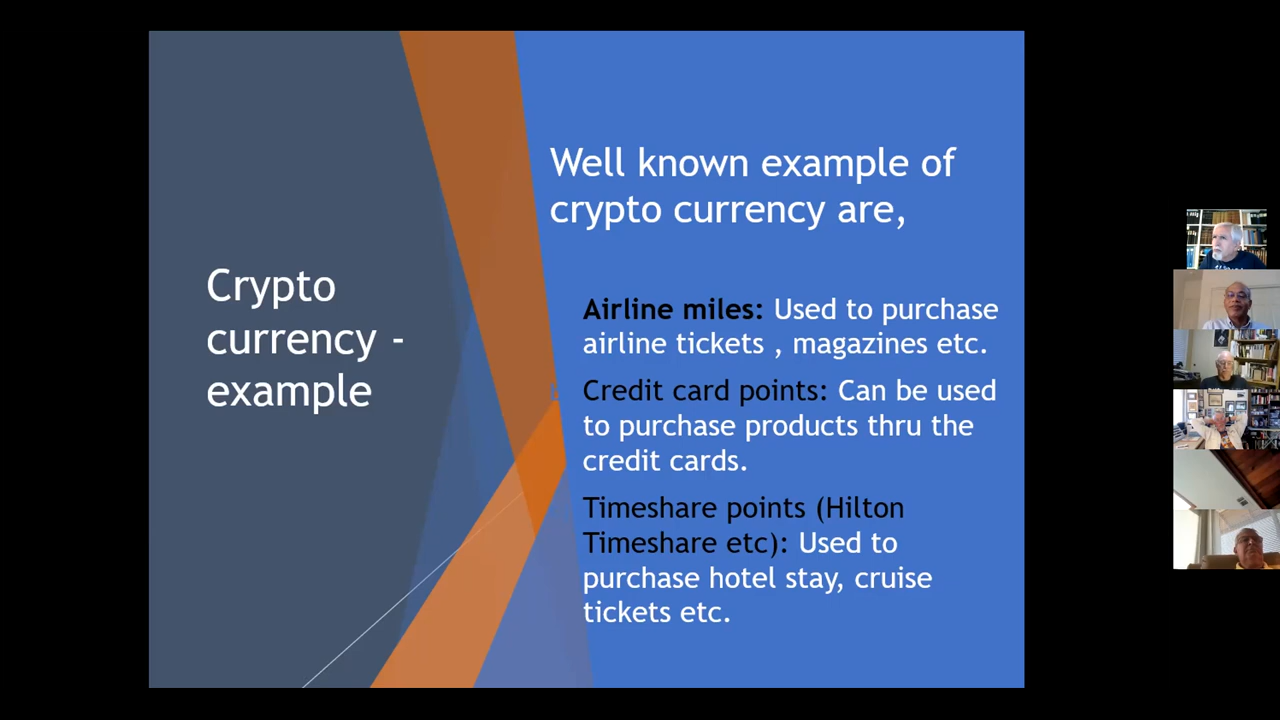 Crypto
currency -
example
Well known example of
crypto currency are,
Airline miles: Used to purchase
airline tickets , magazines etc.
Credit card points: Can be used
to purchase products thru the
credit cards.
Timeshare points (Hilton
Timeshare etc): Used to
purchase hotel stay, cruise
tickets etc.